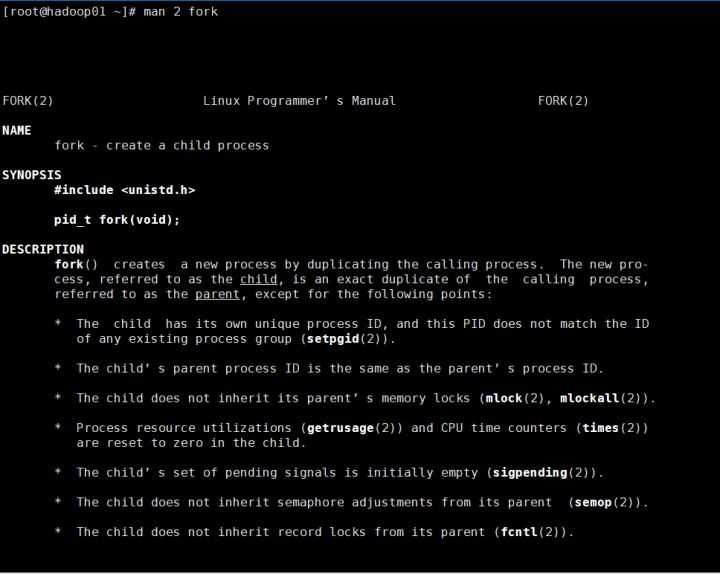 [root@hadoop01 ~]# man 2 fork
FORK(2) Linux Programmer’ s Manual FORK(2)
NAME
fork - create a child process
SYNOPSIS
#include <unistd.h>
pid_t fork(void);
DESCRIPTION
fork() creates a new process by duplicating the calling process. The new pro-
cess, referred to as the child, is an exact duplicate of the calling process,
referred to as the parent, except for the following points:
* The child has its own unique process ID, and this PID does not match the ID
of any existing process group (setpgid(2)).
* The child’ s parent process ID is the same as the parent’ s process ID.
* The child does not inherit its parent’ s memory locks (mlock(2), mlockall(2)).
* Process resource utilizations (getrusage(2)) and CPU time counters (times(2))
are reset to zero in the child.
* The child’ s set of pending signals is initially empty (sigpending(2)).
* The child does not inherit semaphore adjustments from its parent (semop(2)).
* The child does not inherit record locks from its parent (fcntl(2)).